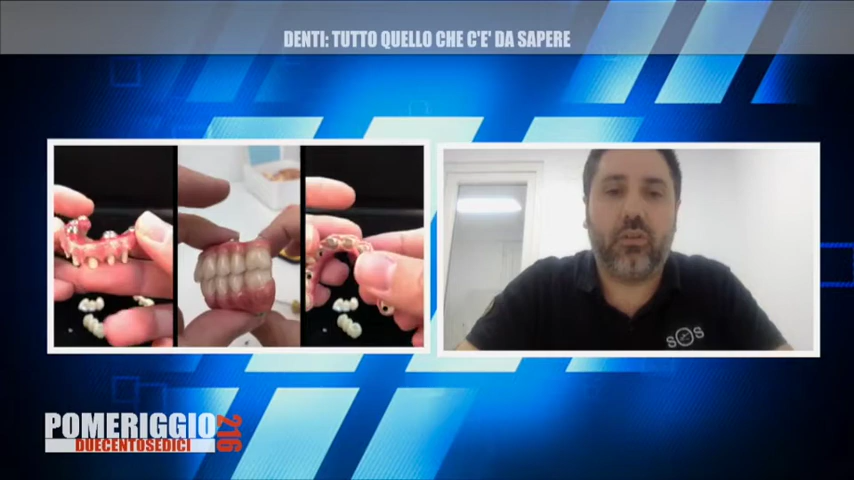 DENTI: TUTTO QUELLO CHE C'E' DA SAPERE
SOS
POMERIGGIO
216
DUECENTOSEDICI